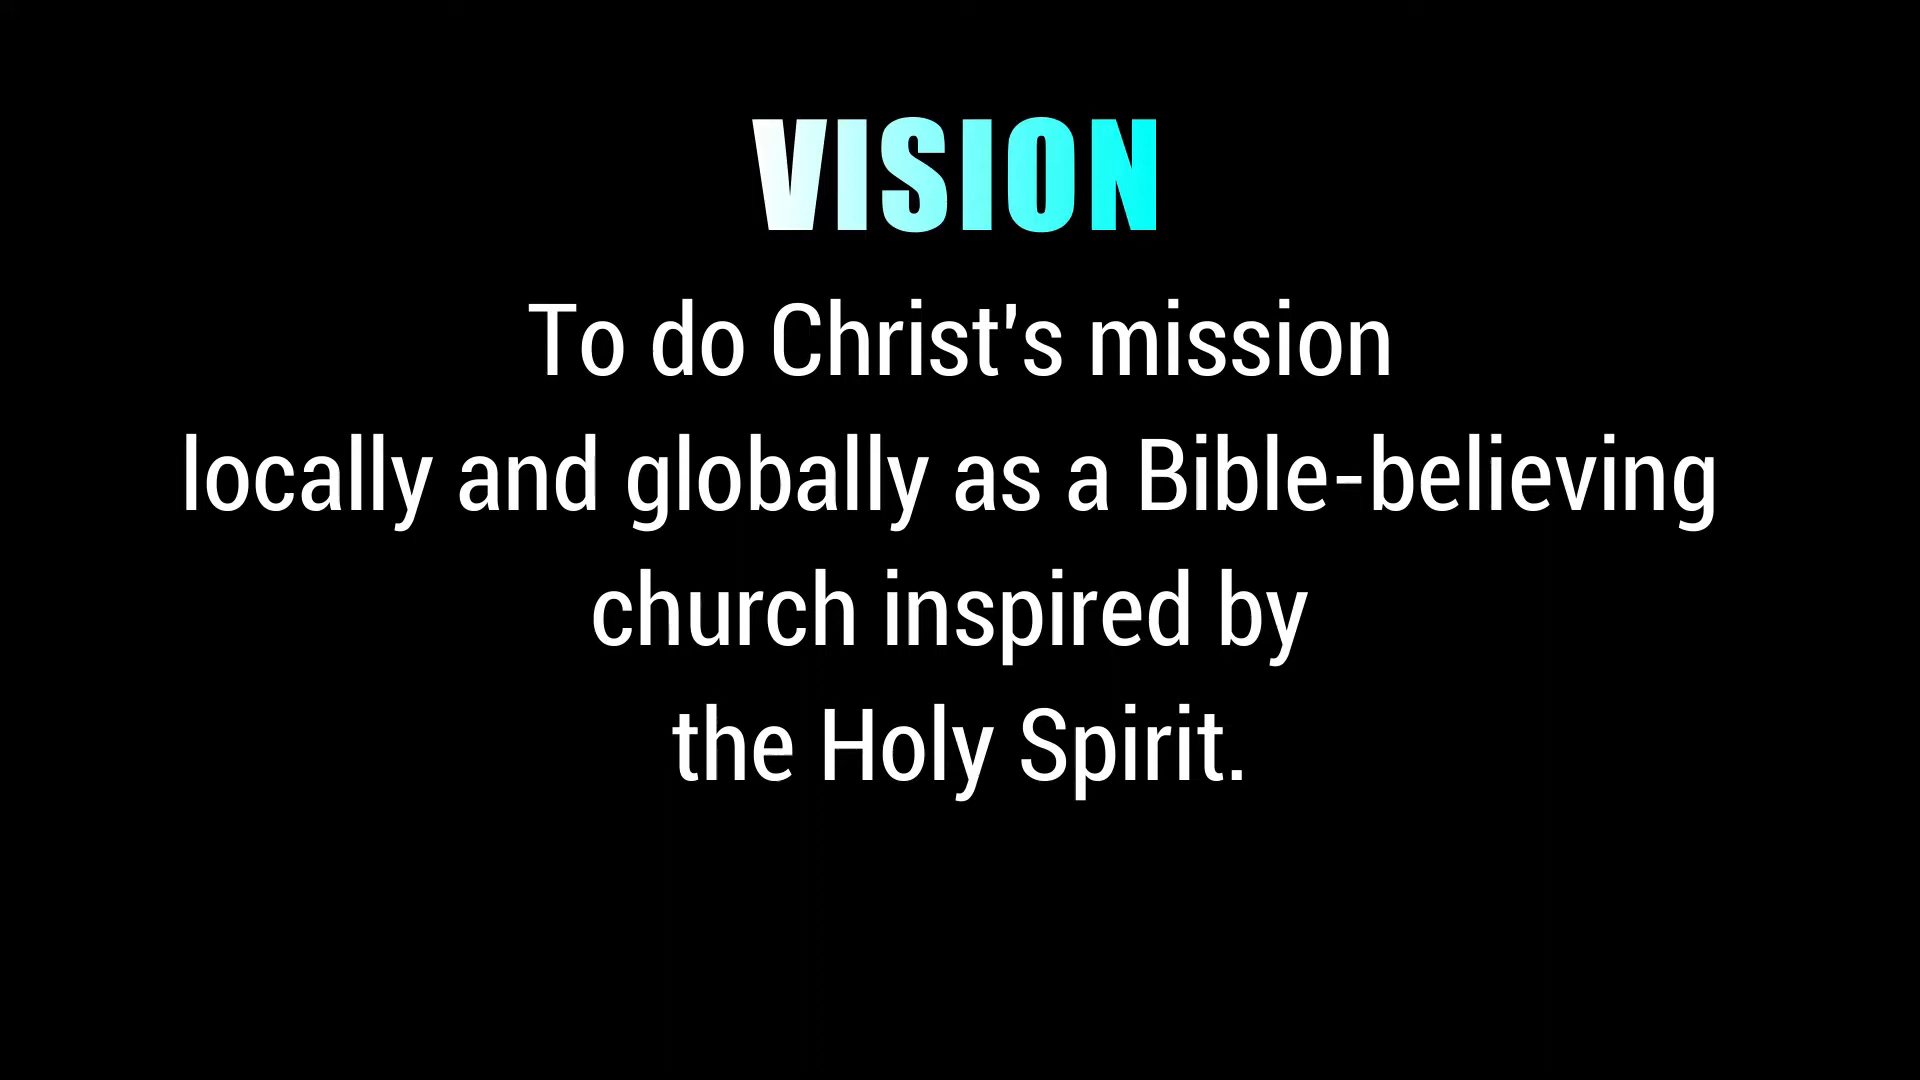 VISION
To do Christ's mission
locally and globally as a Bible-believing
church inspired by
the Holy Spirit.